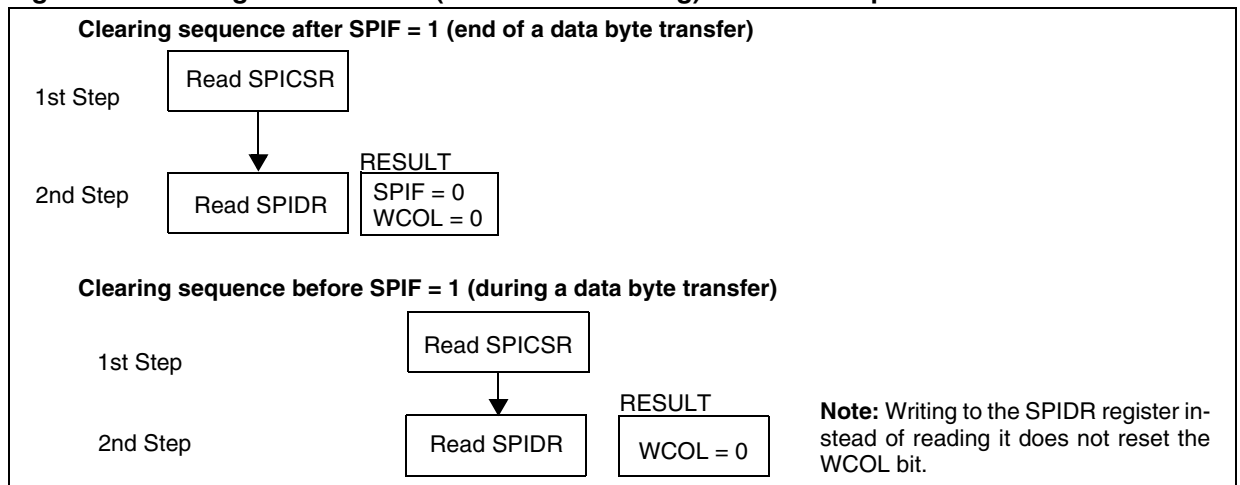 Clearing sequence after SPIF = 1 (end of a data byte transfer)
1st Step
Read SPICSR
RESULT
2nd Step
Read SPIDR
SPIF = 0
WCOL = 0
Clearing sequence before SPIF = 1 (during a data byte transfer)
1st Step
Read SPICSR
RESULT
2nd Step
Read SPIDR
WCOL = 0
Note: Writing to the SPIDR register in-
stead of reading it does not reset the
WCOL bit.